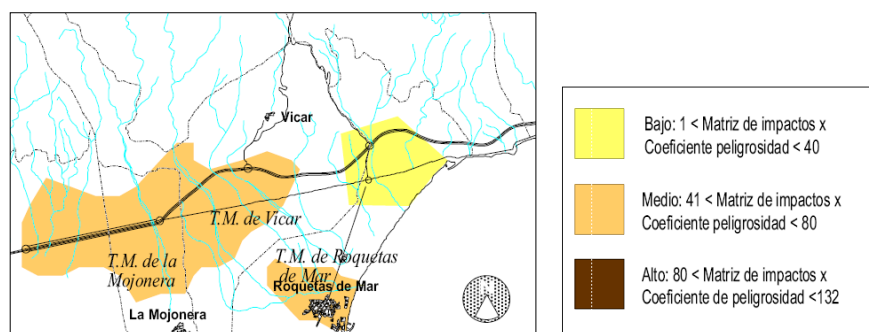 Vicar
T.M. de Vicar
T.M. de la
Mojonera
T.M. de Roquetas
de Mar
Roquetas de Mar
La Mojonera
Bajo: 1 < Matriz de impactos x
Coeficiente peligrosidad < 40
Medio: 41 < Matriz de impactos x
Coeficiente peligrosidad < 80
Alto: 80 < Matriz de impactos x
Coeficiente de peligrosidad <132